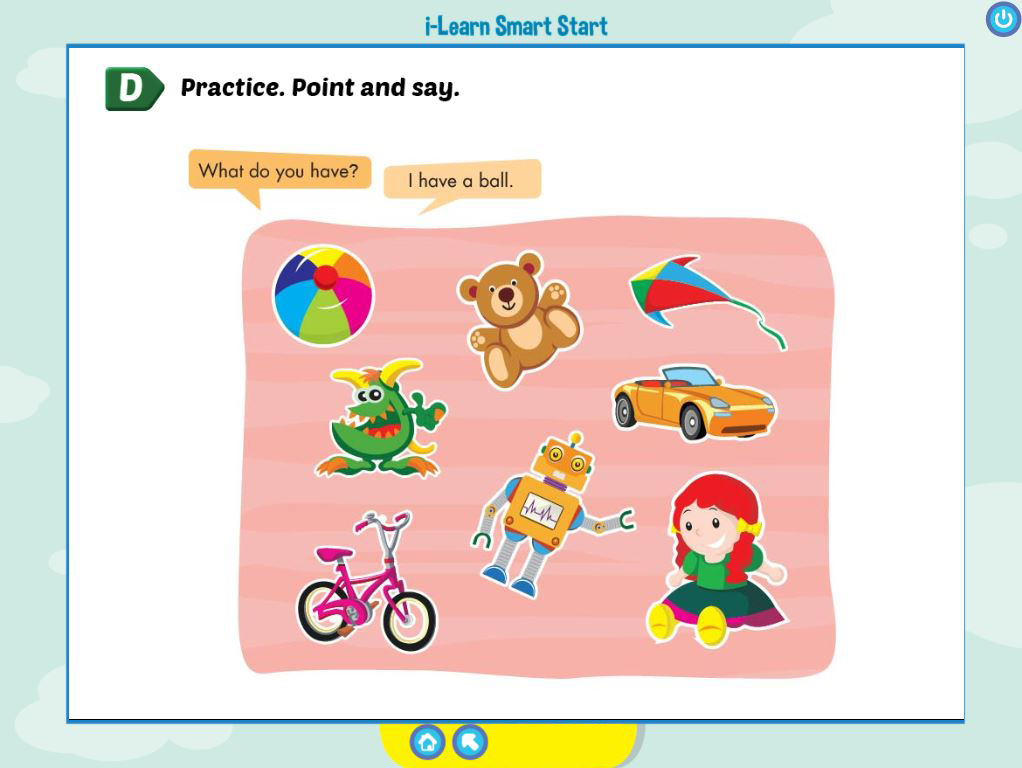 i-Learn Smart Start
D Practice. Point and say.
What do you have?
I have a ball.